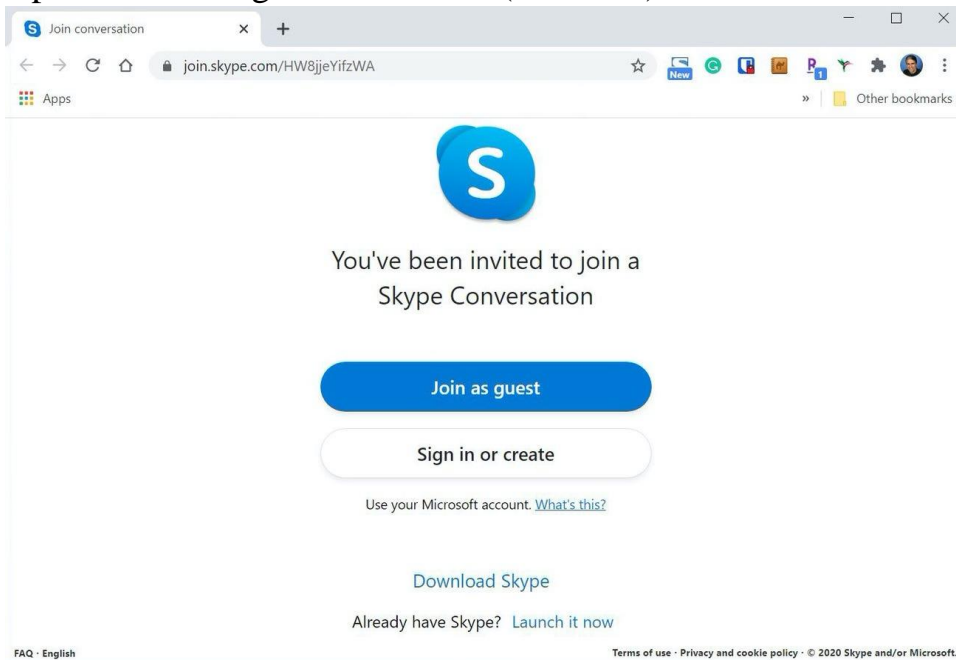 Join conversation
join.skype.com/HW8jjeYifzWA
New
1
Apps
» Other bookmarks
S
You've been invited to join a
Skype Conversation
Join as guest
Sign in or create
Use your Microsoft account. What's this?
Download Skype
Already have Skype? Launch it now
FAQ · English
Terms of use · Privacy and cookie policy · © 2020 Skype and/or Microsoft.